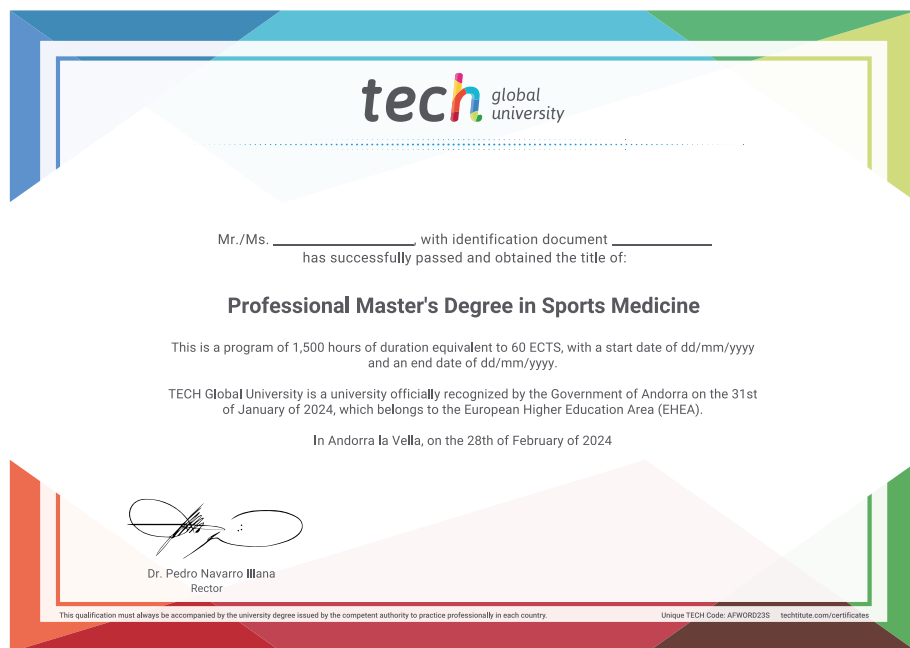 tech global
university
Mr./Ms. ____________, with identification document ____________
has successfully passed and obtained the title of:
Professional Master's Degree in Sports Medicine
This is a program of 1,500 hours of duration equivalent to 60 ECTS, with a start date of dd/mm/yyyy
and an end date of dd/mm/yyyy.
TECH Global University is a university officially recognized by the Government of Andorra on the 31st
of January of 2024, which belongs to the European Higher Education Area (EHEA).
In Andorra la Vella, on the 28th of February of 2024
Dr. Pedro Navarro Illana
Rector
This qualification must always be accompanied by the university degree issued by the competent authority to practice professionally in each country.
Unique TECH Code: AFWORD23S techtitute.com/certificates